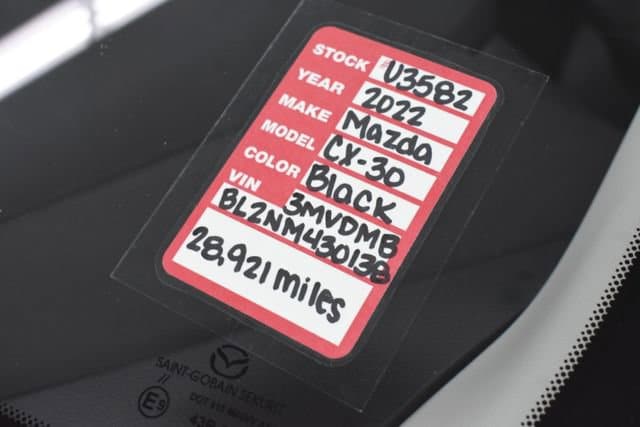 STOCK #U3582
YEAR 2022
MAKE Mazda
MODEL CX-30
COLOR Black
VIN 3MVDMB
BL2NM430138
28,921 miles
SAINT-GOBAIN SEKURIT
E9